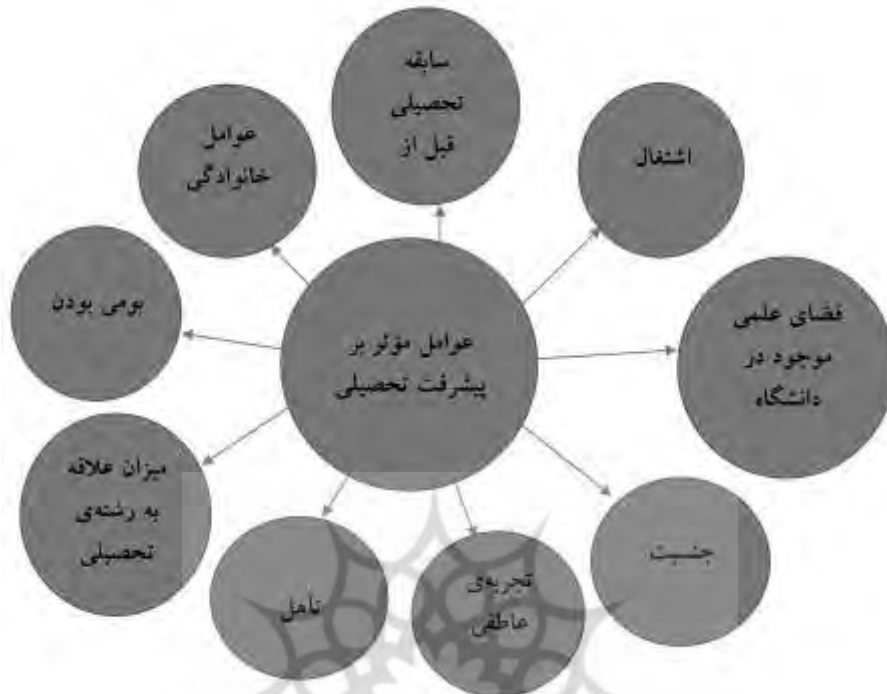 سابقه
تحصیلی
قبل از
اشتغال
عوامل
خانوادگی
فضای علمی
موجود در
دانشگاه
بومی بودن
عوامل مؤثر بر
پیشرفت تحصیلی
میزان علاقه
به رشته‌ی
تحصیلی
جنسیت
تجربه‌ی
عاطفی
تأهل